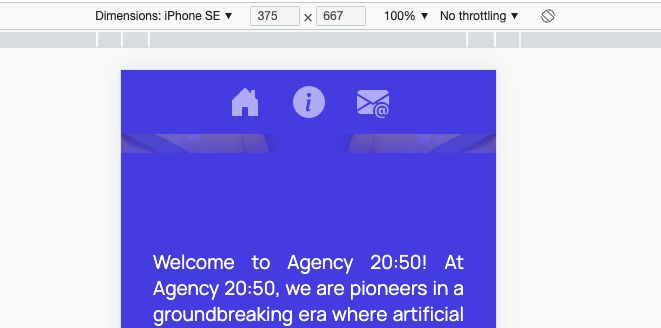 Dimensions: iPhone SE ▼ 375 × 667 100% ▼ No throttling ▼
Welcome to Agency 20:50! At
Agency 20:50, we are pioneers in a
groundbreaking era where artificial